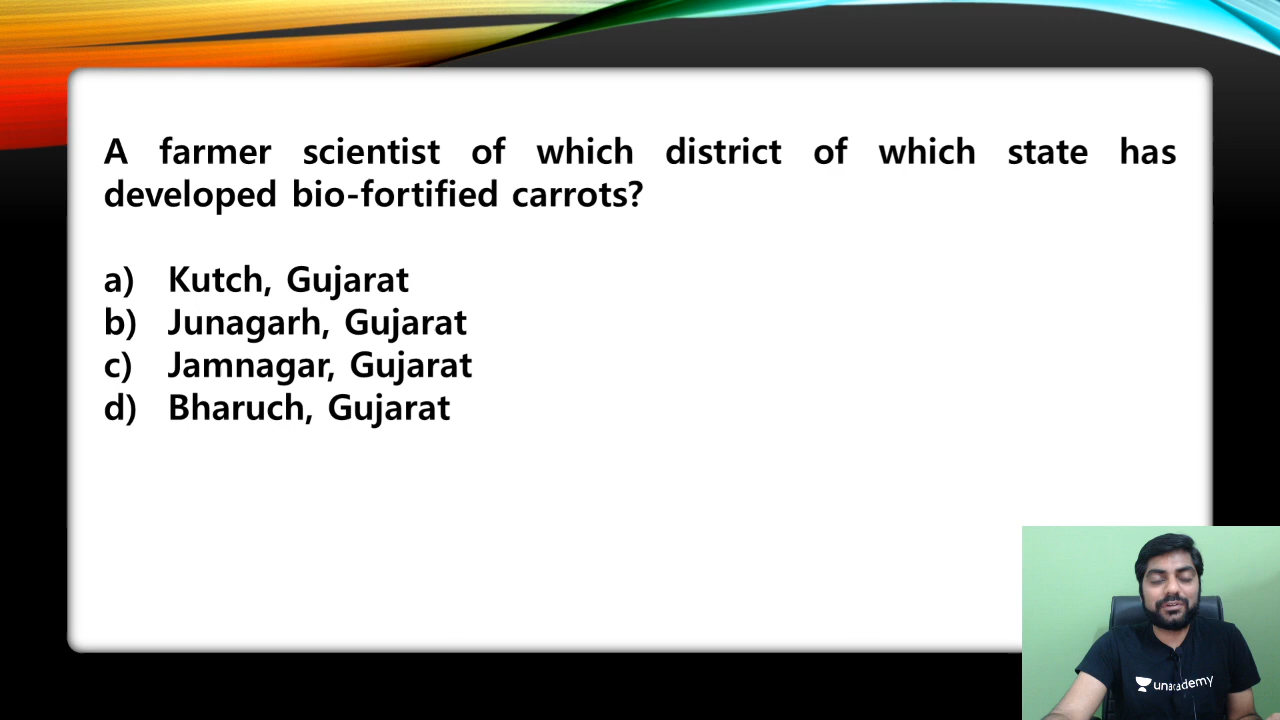 A farmer scientist of which district of which state has
developed bio-fortified carrots?
a) Kutch, Gujarat
b) Junagarh, Gujarat
c) Jamnagar, Gujarat
d) Bharuch, Gujarat
unacademy